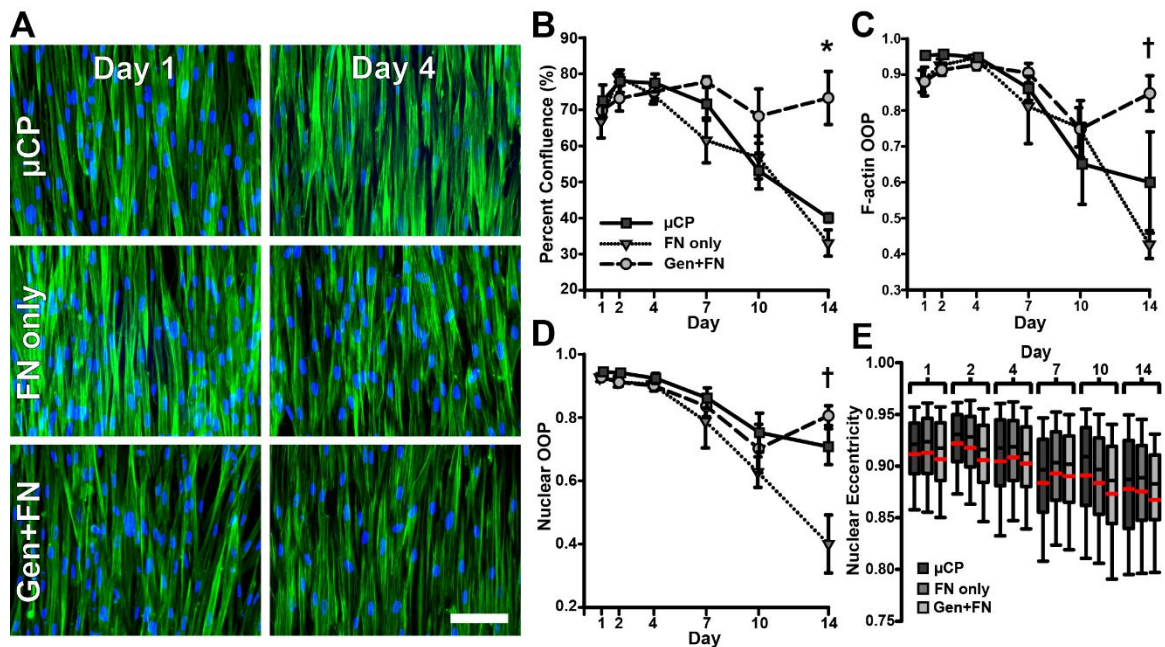 A
Day 1
Day 4
μCP
FN only
Gen+FN
B
Percent Confluence (%)
90
80
70
60
50
40
30
20
*
μCP
FN only
Gen+FN
1 2 4 7 10 14
Day
C
F-actin OOP
1.0
0.9
0.8
0.7
0.6
0.5
0.4
0.3
†
1 2 4 7 10 14
Day
D
Nuclear OOP
1.0
0.8
0.6
0.4
0.2
†
1 2 4 7 10 14
Day
E
Day
1 2 4 7 10 14
Nuclear Eccentricity
1.00
0.95
0.90
0.85
0.80
0.75
μCP
FN only
Gen+FN